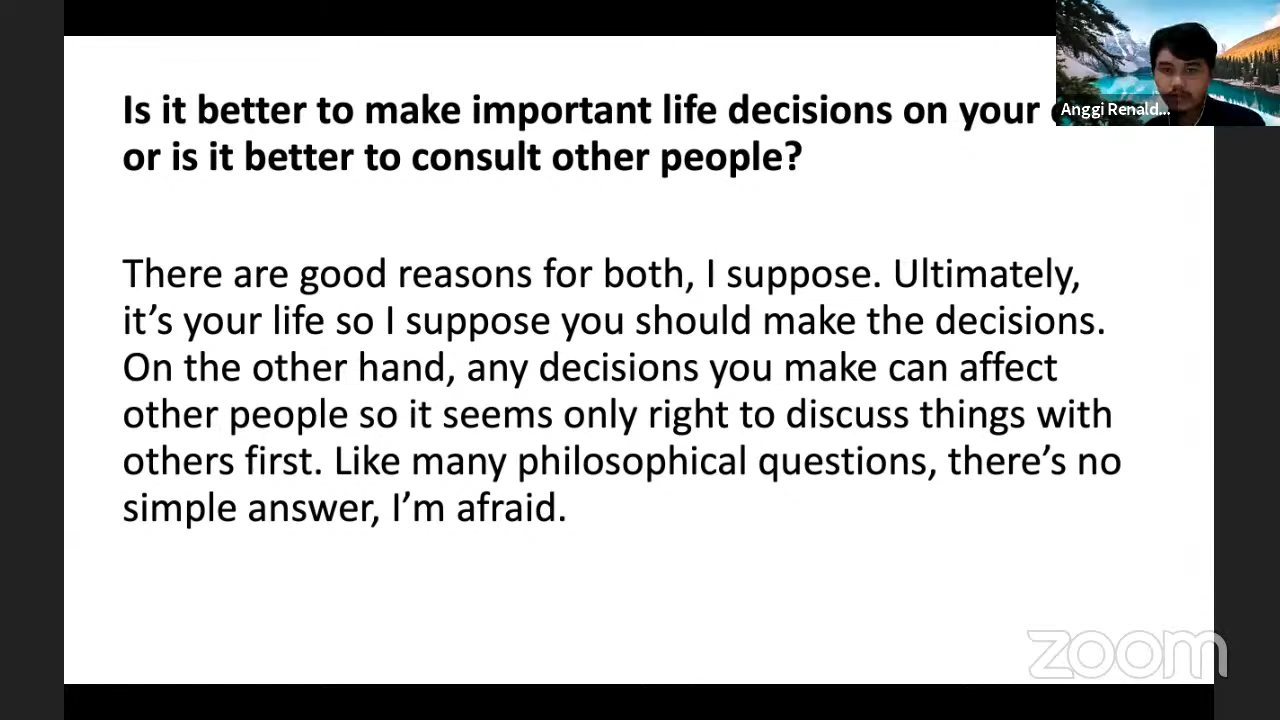 Is it better to make important life decisions on your
or is it better to consult other people?
There are good reasons for both, I suppose. Ultimately,
it's your life so I suppose you should make the decisions.
On the other hand, any decisions you make can affect
other people so it seems only right to discuss things with
others first. Like many philosophical questions, there's no
simple answer, I'm afraid.
Anggi Renald...
zoom